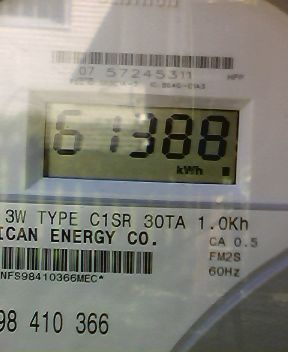 07 57245311 HPP
61388
kWh
3W TYPE C1SR 30TA 1.0Kh
ICAN ENERGY CO.
CA 0.5
FM2S
NFS98410366MEC*
60Hz
98 410 366